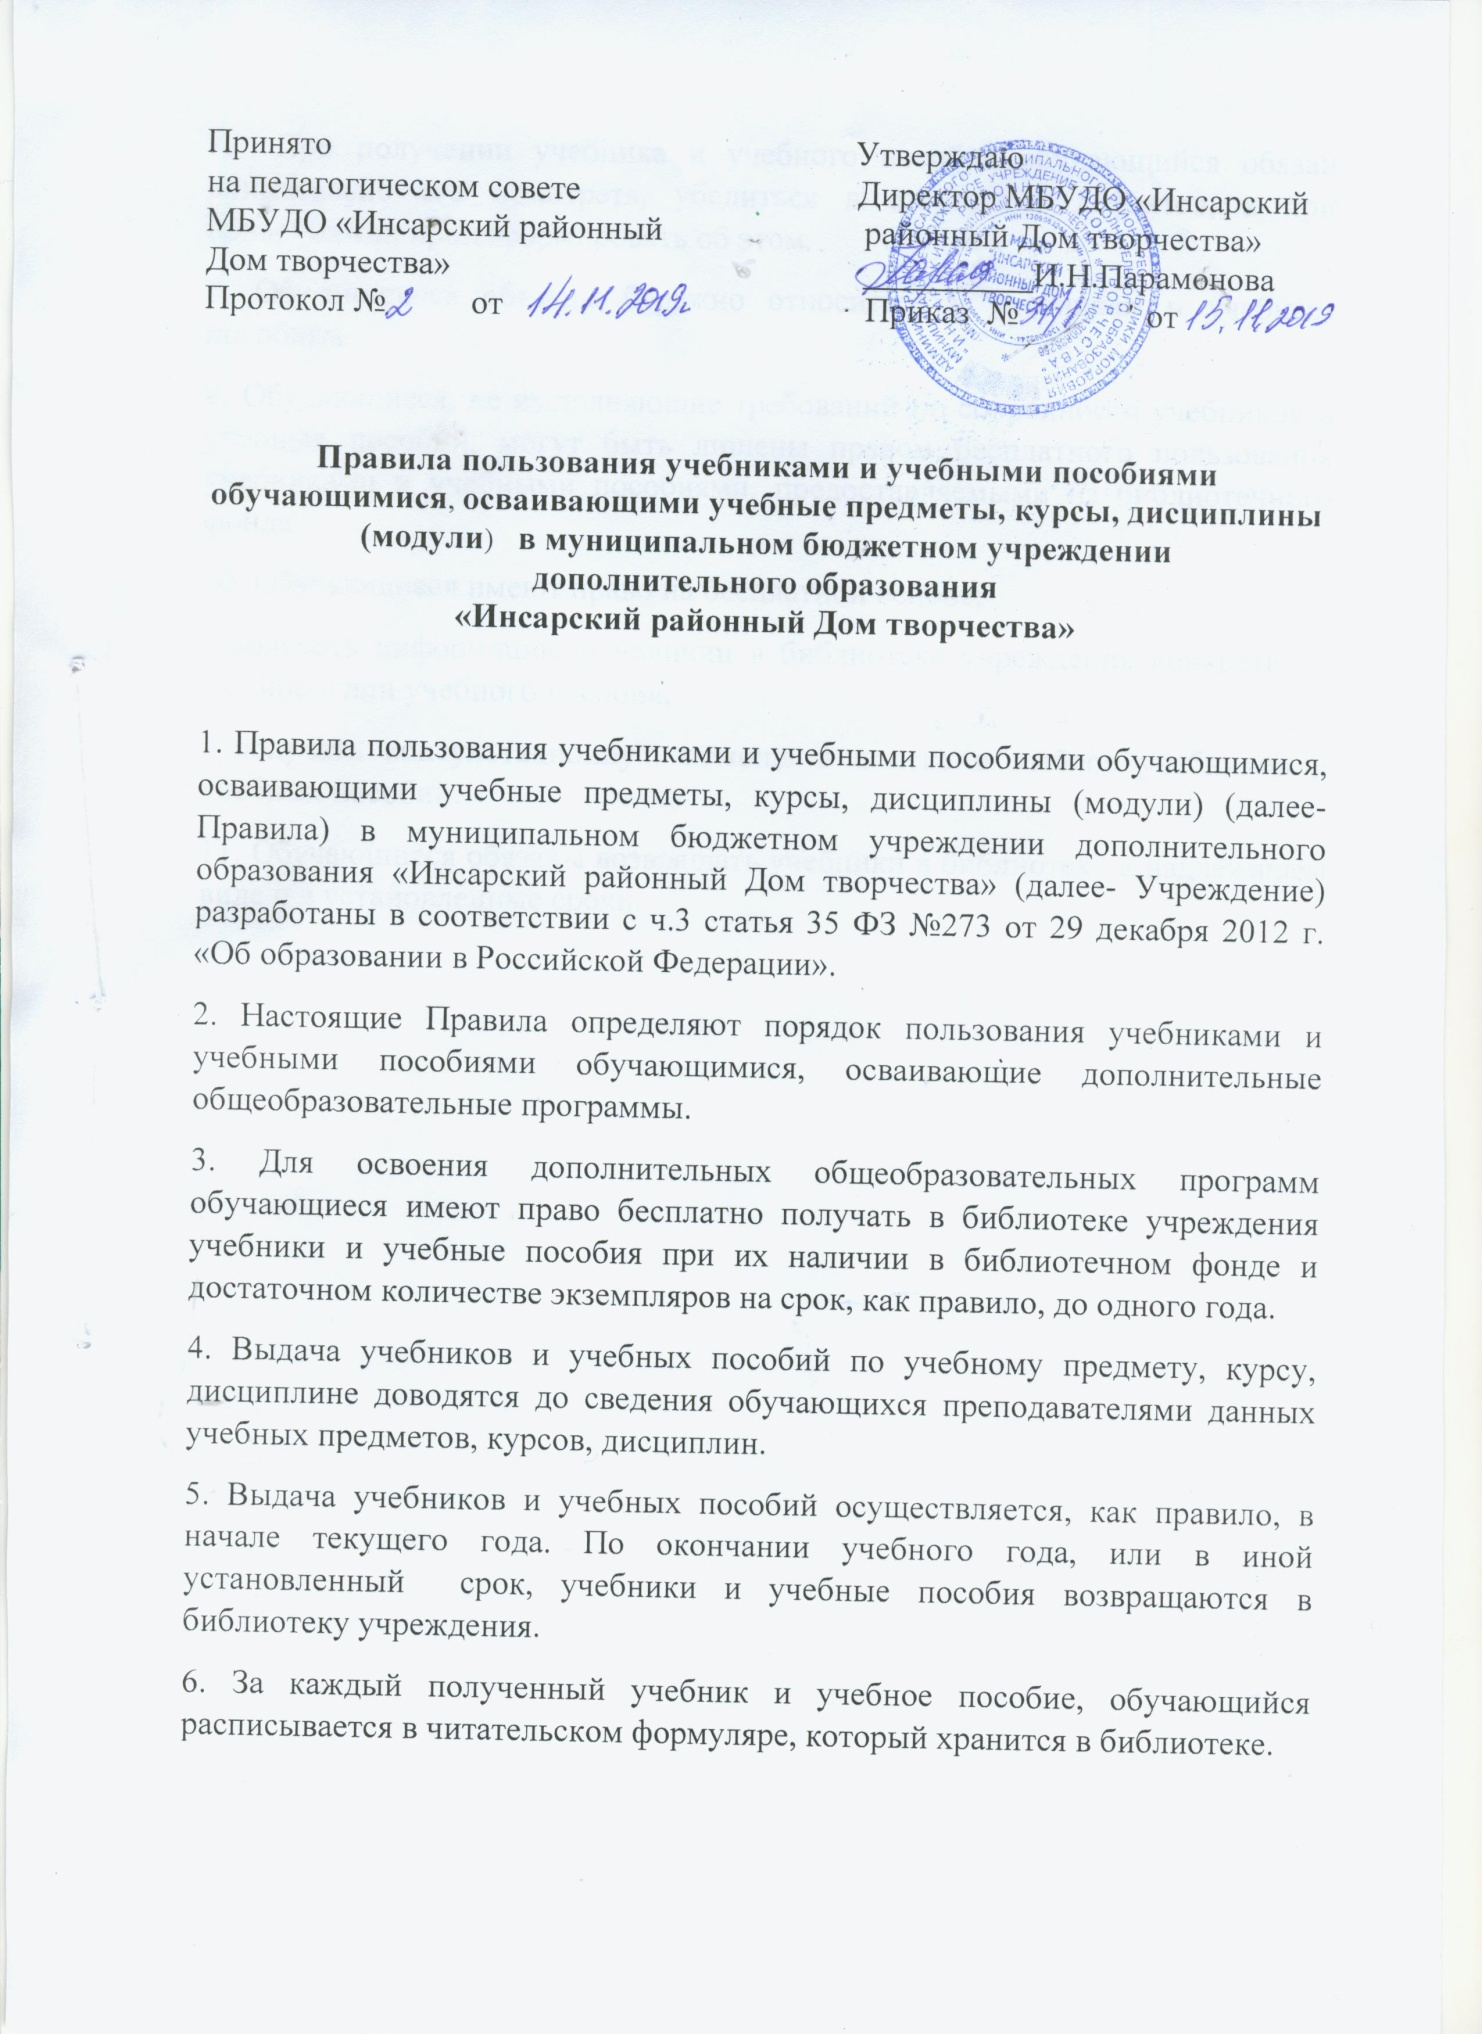 Принято
на педагогическом совете
МБУДО «Инсарский районный
Дом творчества»
Протокол № 2 от 14.11.2019г.
Утверждаю
Директор МБУДО «Инсарский
районный Дом творчества»
И.Н.Парамонова
Приказ № от 15.11.2019
Правила пользования учебниками и учебными пособиями
обучающимися, осваивающими учебные предметы, курсы, дисциплины
(модули) в муниципальном бюджетном учреждении
дополнительного образования
«Инсарский районный Дом творчества»
1. Правила пользования учебниками и учебными пособиями обучающимися,
осваивающими учебные предметы, курсы, дисциплины (модули) (далее-
Правила) в муниципальном бюджетном учреждении дополнительного
образования «Инсарский районный Дом творчества» (далее- Учреждение)
разработаны в соответствии с ч.3 статья 35 ФЗ №273 от 29 декабря 2012 г.
«Об образовании в Российской Федерации».
2. Настоящие Правила определяют порядок пользования учебниками и
учебными пособиями обучающимися, осваивающие дополнительные
общеобразовательные программы.
3. Для освоения дополнительных общеобразовательных программ
обучающиеся имеют право бесплатно получать в библиотеке учреждения
учебники и учебные пособия при их наличии в библиотечном фонде и
достаточном количестве экземпляров на срок, как правило, до одного года.
4. Выдача учебников и учебных пособий по учебному предмету, курсу,
дисциплине доводятся до сведения обучающихся преподавателями данных
учебных предметов, курсов, дисциплин.
5. Выдача учебников и учебных пособий осуществляется, как правило, в
начале текущего года. По окончании учебного года, или в иной
установленный срок, учебники и учебные пособия возвращаются в
библиотеку учреждения.
6. За каждый полученный учебник и учебное пособие, обучающийся
расписывается в читательском формуляре, который хранится в библиотеке.